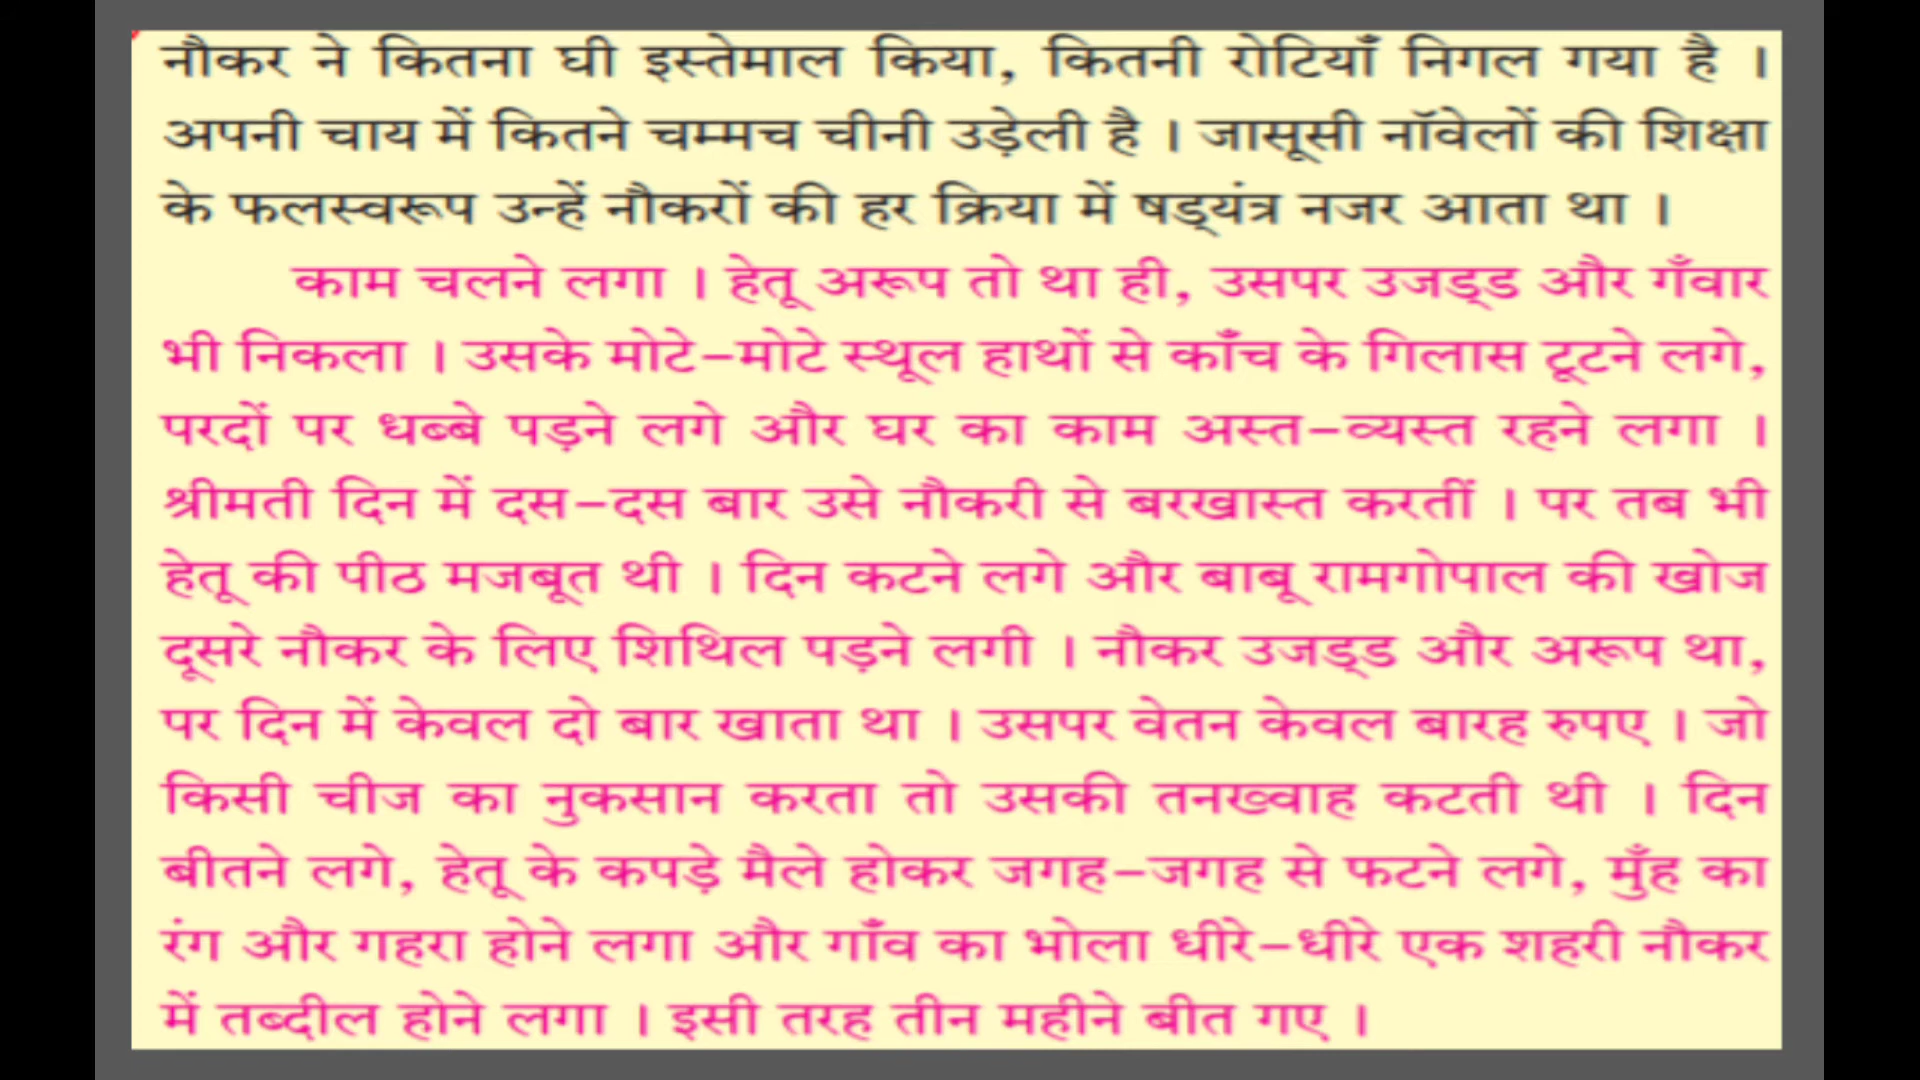 नौकर ने कितना घी इस्तेमाल किया, कितनी रोटियाँ निगल गया है ।
अपनी चाय में कितने चम्मच चीनी उड़ेली है । जासूसी नॉवेलों की शिक्षा
के फलस्वरूप उन्हें नौकरों की हर क्रिया में षड्यंत्र नजर आता था ।
काम चलने लगा । हेतू अरूप तो था ही, उसपर उजड्ड और गँवार
भी निकला । उसके मोटे-मोटे स्थूल हाथों से काँच के गिलास टूटने लगे,
परदों पर धब्बे पड़ने लगे और घर का काम अस्त-व्यस्त रहने लगा ।
श्रीमती दिन में दस-दस बार उसे नौकरी से बरखास्त करतीं । पर तब भी
हेतू की पीठ मजबूत थी । दिन कटने लगे और बाबू रामगोपाल की खोज
दूसरे नौकर के लिए शिथिल पड़ने लगी । नौकर उजड्ड और अरूप था,
पर दिन में केवल दो बार खाता था । उसपर वेतन केवल बारह रुपए । जो
किसी चीज का नुकसान करता तो उसकी तनख्वाह कटती थी । दिन
बीतने लगे, हेतू के कपड़े मैले होकर जगह-जगह से फटने लगे, मुँह का
रंग और गहरा होने लगा और गाँव का भोला धीरे-धीरे एक शहरी नौकर
में तब्दील होने लगा । इसी तरह तीन महीने बीत गए ।